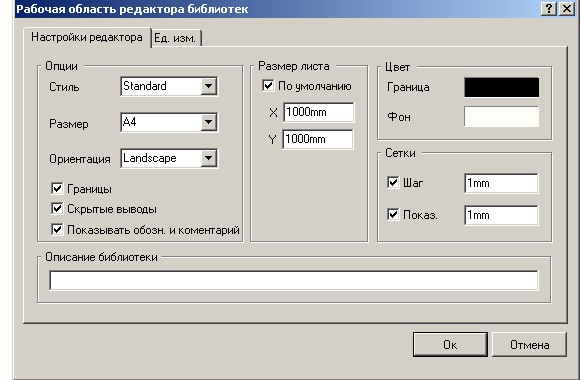 Рабочая область редактора библиотек
Настройки редактора
Ед. изм.
Опции
Стиль
Standard
Размер
A4
Ориентация
Landscape
Границы
Скрытые выводы
Показывать обозн. и коментарий
Размер листа
По умолчанию
X 1000mm
Y 1000mm
Цвет
Граница
Фон
Сетки
Шаг 1mm
Показ. 1mm
Описание библиотеки
Ок
Отмена